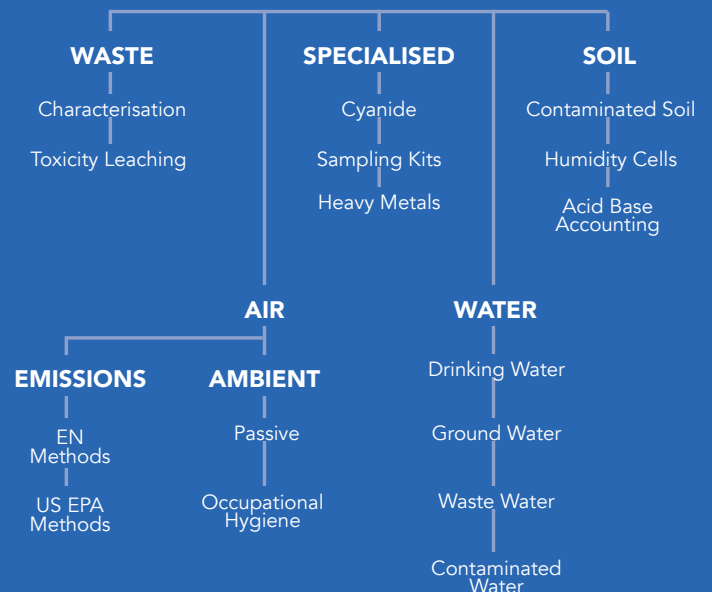 WASTE
SPECIALISED
SOIL
Characterisation
Cyanide
Contaminated Soil
Toxicity Leaching
Sampling Kits
Humidity Cells
Heavy Metals
Acid Base
Accounting
AIR
WATER
EMISSIONS
AMBIENT
Drinking Water
EN
Methods
Passive
Ground Water
US EPA
Methods
Occupational
Hygiene
Waste Water
Contaminated
Water